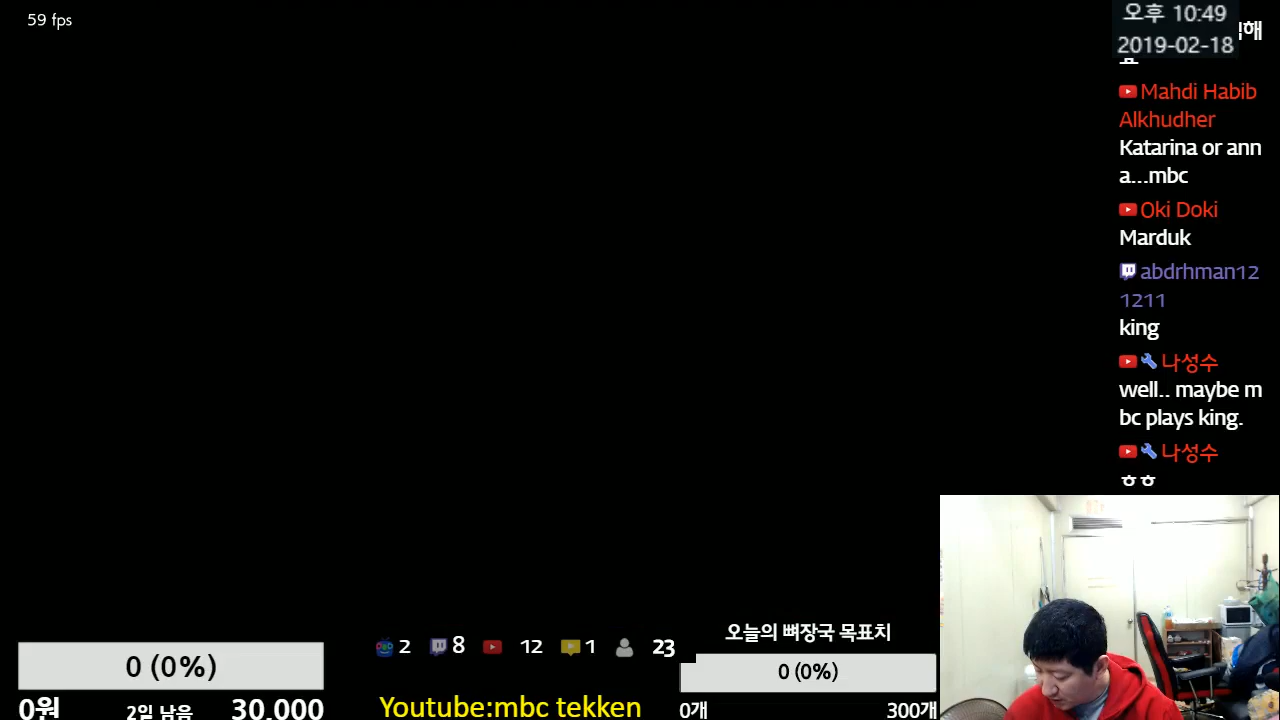 59 fps
오후 10:49
2019-02-18
Mahdi Habib
Alkhudher
Katarina or ann
a...mbc
Oki Doki
Marduk
abdrhman12
1211
king
나성수
well.. maybe m
bc plays king.
나성수
ㅎㅎ
오늘의 뼈장국 목표치
2 8 12 1 23
0 (0%)
0 (0%)
0원 2일 남음 30,000
Youtube:mbc tekken
0개 300개